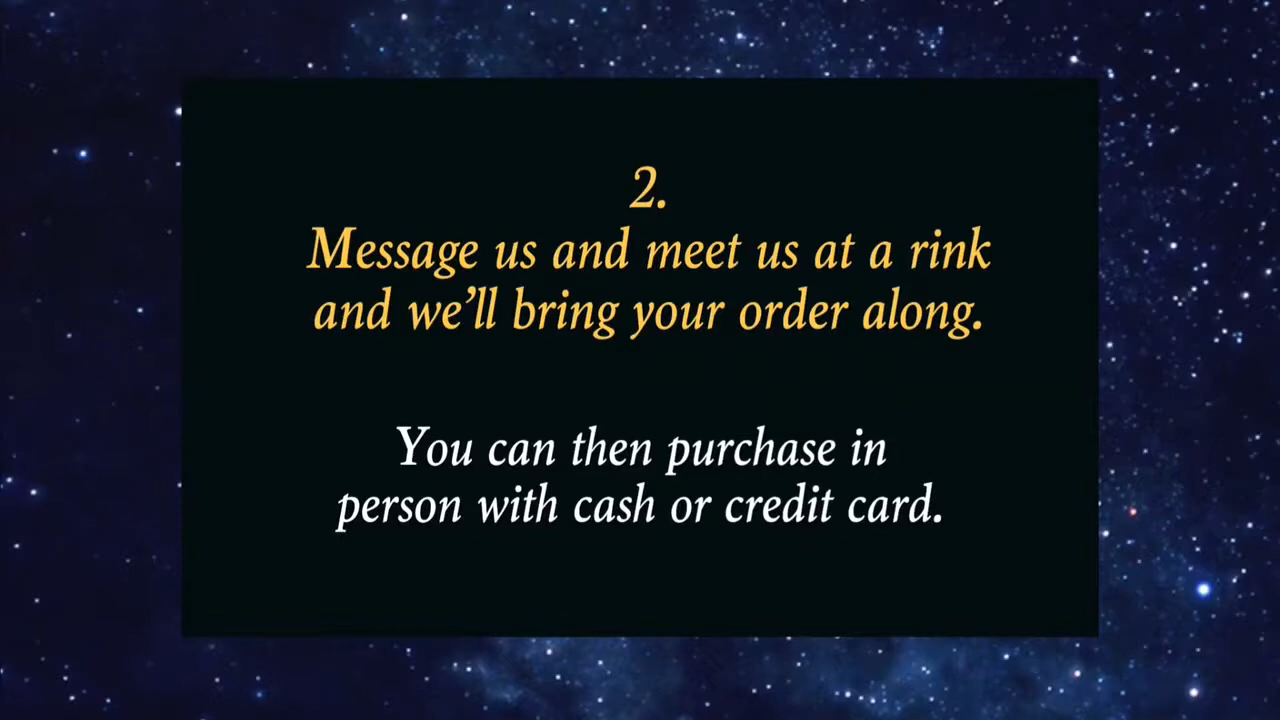 2.
Message us and meet us at a rink
and we’ll bring your order along.
You can then purchase in
person with cash or credit card.